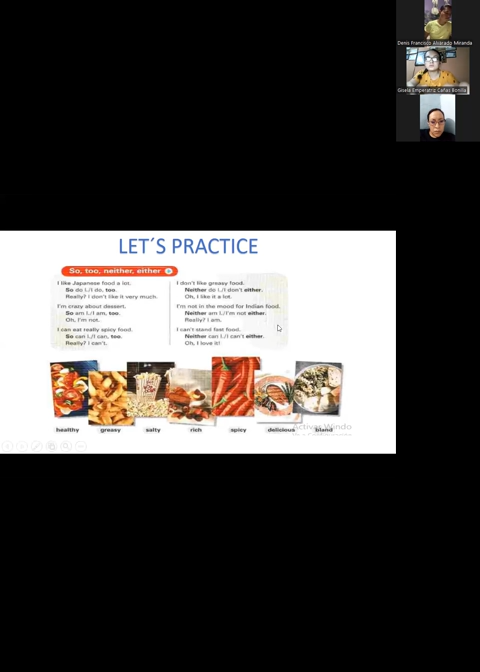 Denis Francisco Alvarado Miranda
Gisela Emperatriz Cañas Bonilla
LET´S PRACTICE
So, too, neither, either
I like Japanese food a lot.
So do I./I do, too.
Really? I don't like it very much.
I'm crazy about dessert.
So am I./I am, too.
Oh, I'm not.
I can eat really spicy food.
So can I./I can, too.
Really? I can't.
I don't like greasy food.
Neither do I./I don't either.
Oh, I like it a lot.
I'm not in the mood for Indian food.
Neither am I./I'm not either.
Really? I am.
I can't stand fast food.
Neither can I./I can't either.
Oh, I love it!
healthy
greasy
salty
rich
spicy
delicious
bland
Activar Windo